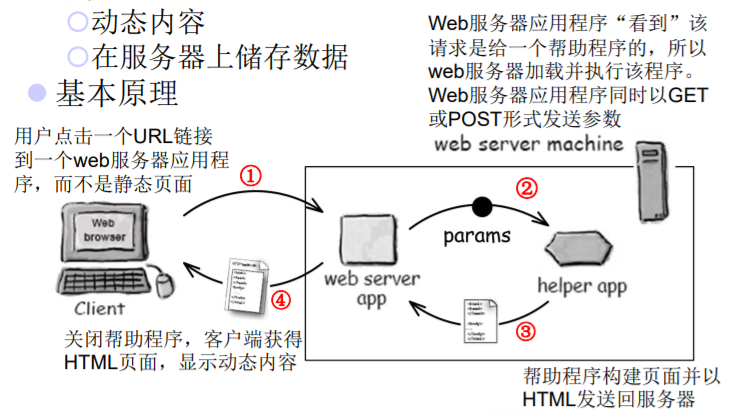 动态内容
在服务器上储存数据
基本原理
Web服务器应用程序“看到”该
请求是给一个帮助程序的，所以
web服务器加载并执行该程序。
Web服务器应用程序同时以GET
或POST形式发送参数
用户点击一个URL链接
到一个web服务器应用程
序，而不是静态页面
web server machine
①
②
Web
browser
params
web server
app
helper app
④
③
Client
关闭帮助程序，客户端获得
HTML页面，显示动态内容
帮助程序构建页面并以
HTML发送回服务器